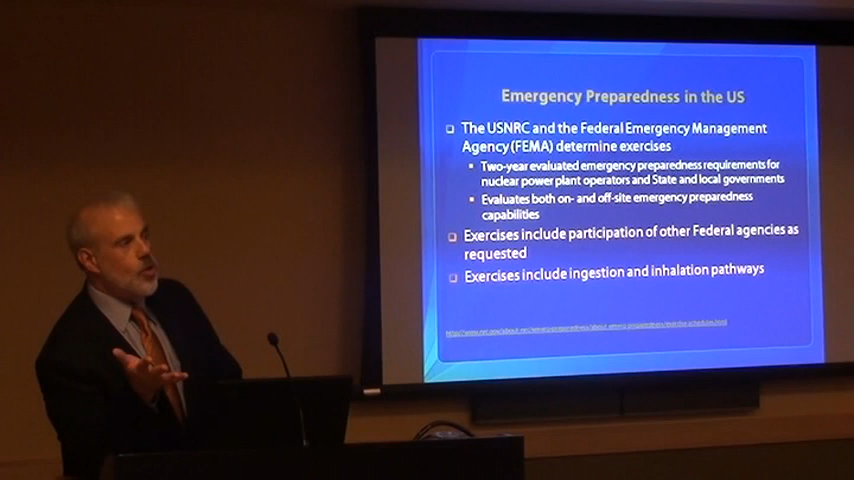 Emergency Preparedness in the US
The USNRC and the Federal Emergency Management
Agency (FEMA) determine exercises
Two-year evaluated emergency preparedness requirements for
nuclear power plant operators and State and local governments
Evaluates both on- and off-site emergency preparedness
capabilities
Exercises include participation of other Federal agencies as
requested
Exercises include ingestion and inhalation pathways